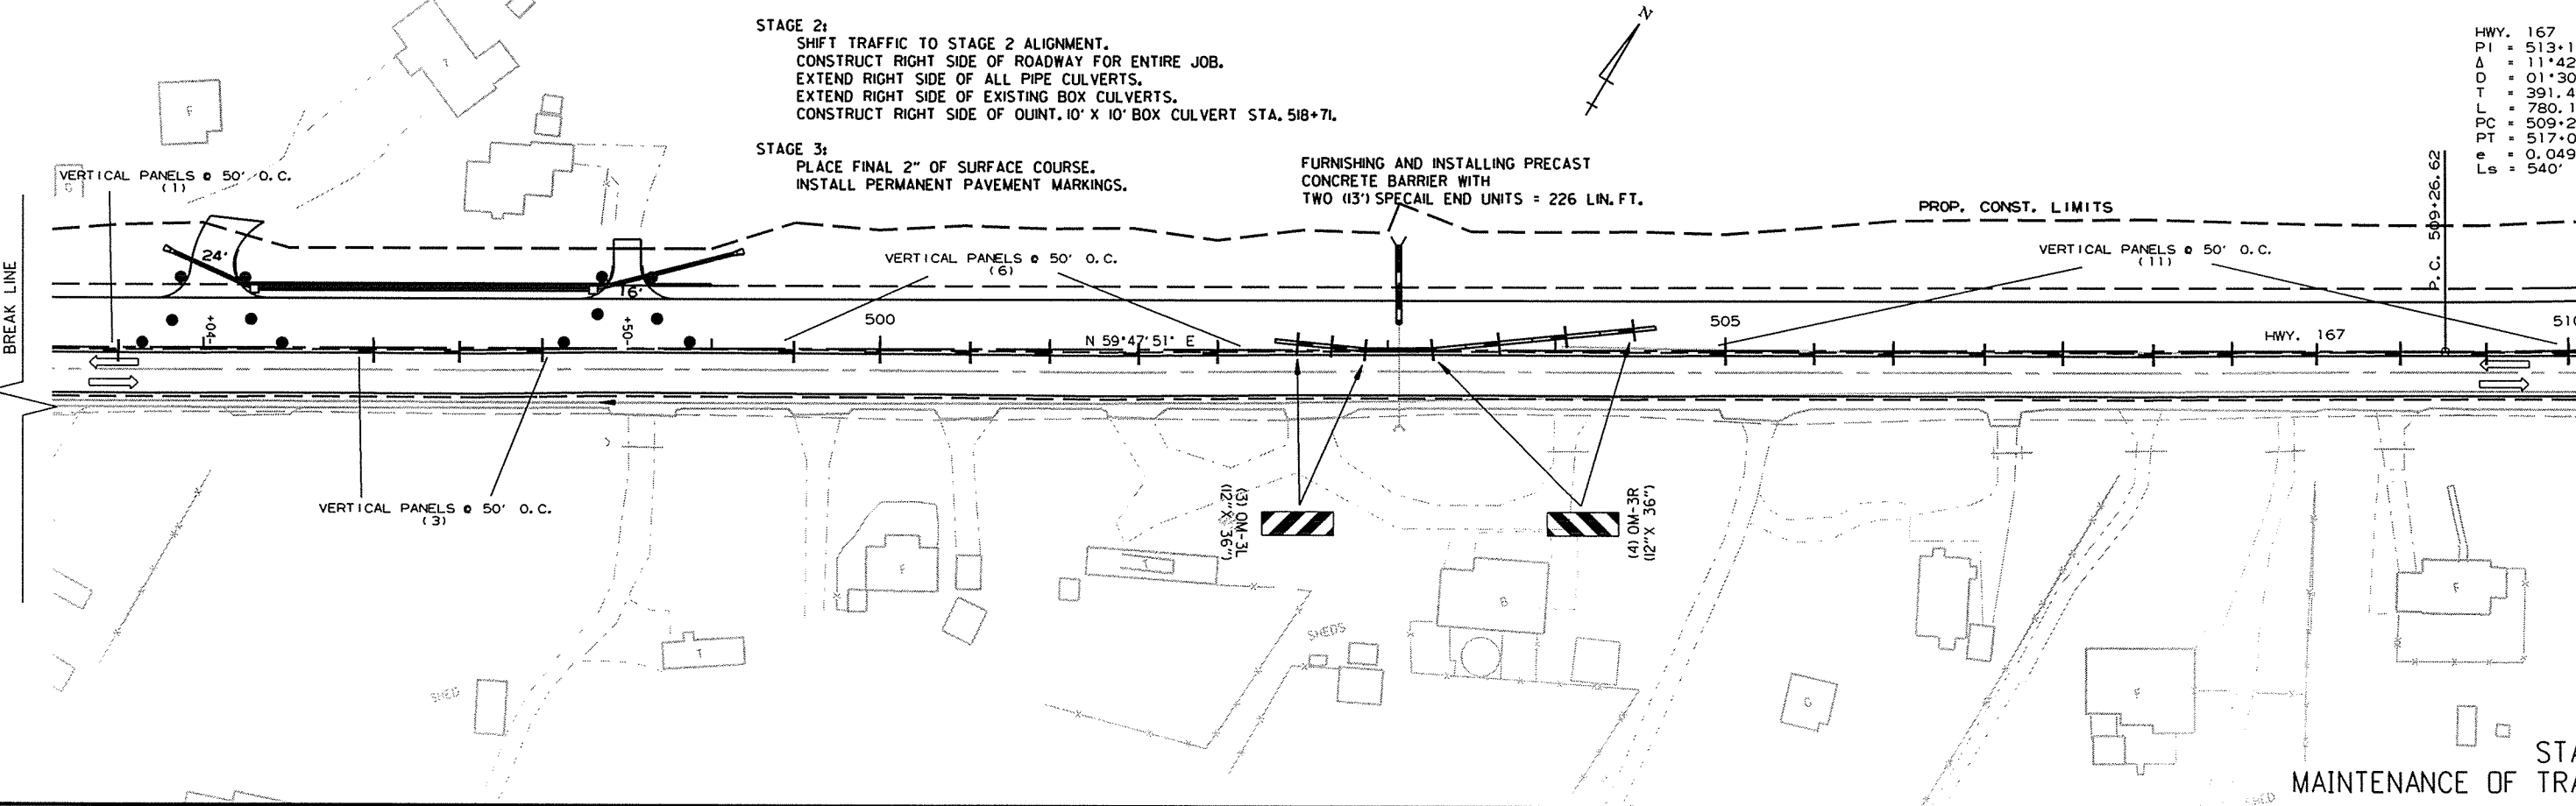 STAGE 2:
SHIFT TRAFFIC TO STAGE 2 ALIGNMENT.
CONSTRUCT RIGHT SIDE OF ROADWAY FOR ENTIRE JOB.
EXTEND RIGHT SIDE OF ALL PIPE CULVERTS.
EXTEND RIGHT SIDE OF EXISTING BOX CULVERTS.
CONSTRUCT RIGHT SIDE OF QUINT. 10' X 10' BOX CULVERT STA. 518+71.
STAGE 3:
PLACE FINAL 2" OF SURFACE COURSE.
INSTALL PERMANENT PAVEMENT MARKINGS.
FURNISHING AND INSTALLING PRECAST
CONCRETE BARRIER WITH
TWO (13') SPECAIL END UNITS = 226 LIN. FT.
N
HWY. 167
PI = 513+1
Δ = 11°42
D = 01°30
T = 391.4
L = 780.1
PC = 509+2
PT = 517+0
e = 0.049
Ls = 540'
P.C. 509+26.62
PROP. CONST. LIMITS
VERTICAL PANELS @ 50' O.C.
(1)
VERTICAL PANELS @ 50' O.C.
(6)
VERTICAL PANELS @ 50' O.C.
(11)
BREAK LINE
24'
16'
+04-
+50-
500
505
510
N 59°47'51" E
HWY. 167
VERTICAL PANELS @ 50' O.C.
(3)
(3) OM-3L
(12" X 36")
(4) OM-3R
(12" X 36")
F
T
G
F
T
T
B
G
F
F
SHED
SHEDS
SHED
STA
MAINTENANCE OF TRA